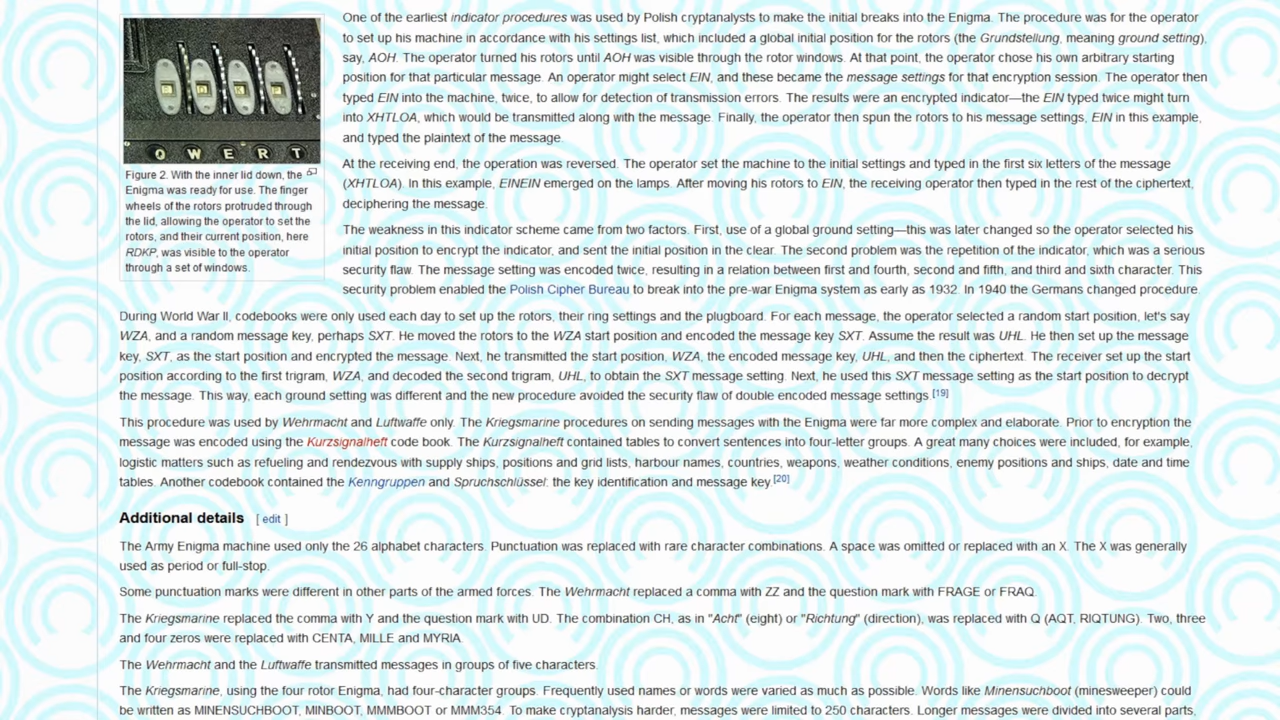 One of the earliest indicator procedures was used by Polish cryptanalysts to make the initial breaks into the Enigma. The procedure was for the operator
to set up his machine in accordance with his settings list, which included a global initial position for the rotors (the Grundstellung, meaning ground setting),
say, AOH. The operator turned his rotors until AOH was visible through the rotor windows. At that point, the operator chose his own arbitrary starting
position for that particular message. An operator might select EIN, and these became the message settings for that encryption session. The operator then
typed EIN into the machine, twice, to allow for detection of transmission errors. The results were an encrypted indicator—the EIN typed twice might turn
into XHTLOA, which would be transmitted along with the message. Finally, the operator then spun the rotors to his message settings, EIN in this example,
and typed the plaintext of the message.
Q W E R T
Figure 2. With the inner lid down, the
Enigma was ready for use. The finger
wheels of the rotors protruded through
the lid, allowing the operator to set the
rotors, and their current position, here
RDKP, was visible to the operator
through a set of windows.
At the receiving end, the operation was reversed. The operator set the machine to the initial settings and typed in the first six letters of the message
(XHTLOA). In this example, EINEIN emerged on the lamps. After moving his rotors to EIN, the receiving operator then typed in the rest of the ciphertext,
deciphering the message.
The weakness in this indicator scheme came from two factors. First, use of a global ground setting—this was later changed so the operator selected his
initial position to encrypt the indicator, and sent the initial position in the clear. The second problem was the repetition of the indicator, which was a serious
security flaw. The message setting was encoded twice, resulting in a relation between first and fourth, second and fifth, and third and sixth character. This
security problem enabled the Polish Cipher Bureau to break into the pre-war Enigma system as early as 1932. In 1940 the Germans changed procedure.
During World War II, codebooks were only used each day to set up the rotors, their ring settings and the plugboard. For each message, the operator selected a random start position, let's say
WZA, and a random message key, perhaps SXT. He moved the rotors to the WZA start position and encoded the message key SXT. Assume the result was UHL. He then set up the message
key, SXT, as the start position and encrypted the message. Next, he transmitted the start position, WZA, the encoded message key, UHL, and then the ciphertext. The receiver set up the start
position according to the first trigram, WZA, and decoded the second trigram, UHL, to obtain the SXT message setting. Next, he used this SXT message setting as the start position to decrypt
the message. This way, each ground setting was different and the new procedure avoided the security flaw of double encoded message settings.[19]
This procedure was used by Wehrmacht and Luftwaffe only. The Kriegsmarine procedures on sending messages with the Enigma were far more complex and elaborate. Prior to encryption the
message was encoded using the Kurzsignalheft code book. The Kurzsignalheft contained tables to convert sentences into four-letter groups. A great many choices were included, for example,
logistic matters such as refueling and rendezvous with supply ships, positions and grid lists, harbour names, countries, weapons, weather conditions, enemy positions and ships, date and time
tables. Another codebook contained the Kenngruppen and Spruchschlüssel: the key identification and message key.[20]
Additional details [ edit ]
The Army Enigma machine used only the 26 alphabet characters. Punctuation was replaced with rare character combinations. A space was omitted or replaced with an X. The X was generally
used as period or full-stop.
Some punctuation marks were different in other parts of the armed forces. The Wehrmacht replaced a comma with ZZ and the question mark with FRAGE or FRAQ.
The Kriegsmarine replaced the comma with Y and the question mark with UD. The combination CH, as in "Acht" (eight) or "Richtung" (direction), was replaced with Q (AQT, RIQTUNG). Two, three
and four zeros were replaced with CENTA, MILLE and MYRIA.
The Wehrmacht and the Luftwaffe transmitted messages in groups of five characters.
The Kriegsmarine, using the four rotor Enigma, had four-character groups. Frequently used names or words were varied as much as possible. Words like Minensuchboot (minesweeper) could
be written as MINENSUCHBOOT, MINBOOT, MMMBOOT or MMM354. To make cryptanalysis harder, messages were limited to 250 characters. Longer messages were divided into several parts,